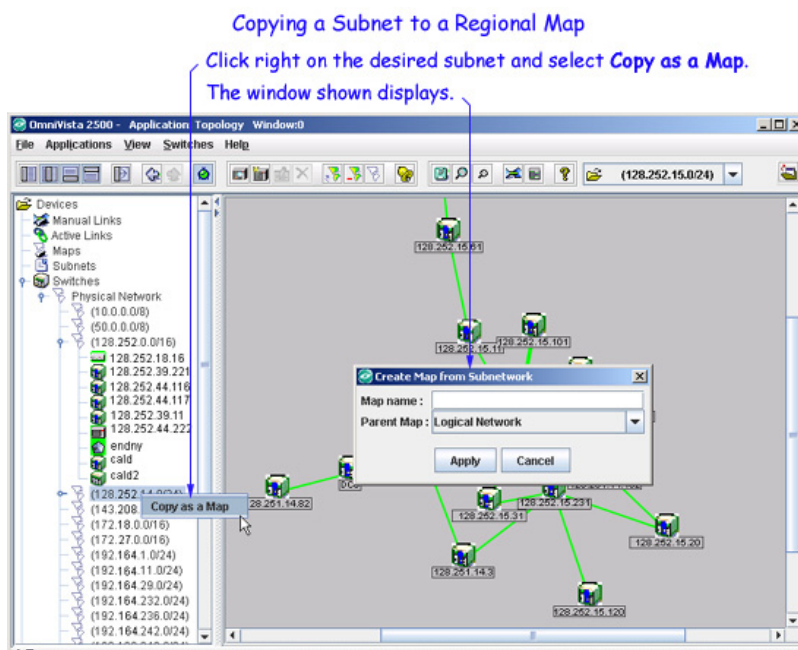 Copying a Subnet to a Regional Map
Click right on the desired subnet and select Copy as a Map.
The window shown displays.
OmniVista 2500 - Application Topology Window:0
File Applications View Switches Help
(128.252.15.0/24)
Devices
Manual Links
Active Links
Maps
Subnets
Switches
Physical Network
(10.0.0.0/8)
(50.0.0.0/8)
(128.252.0.0/16)
128.252.18.16
128.252.39.221
128.252.44.116
128.252.44.117
128.252.39.11
128.252.44.222
endny
cald
cald2
(128.252.14.0/24)
(143.208.
(172.18.0.0/16)
(172.27.0.0/16)
(192.164.1.0/24)
(192.164.11.0/24)
(192.164.29.0/24)
(192.164.232.0/24)
(192.164.236.0/24)
(192.164.242.0/24)
Copy as a Map
128.252.15.61
128.252.15.11
128.252.15.101
Create Map from Subnetwork
Map name :
Parent Map : Logical Network
Apply Cancel
28.251.14.82
128.252.15.31
128.252.15.231
128.252.15.20
128.251.14.3
128.252.15.120